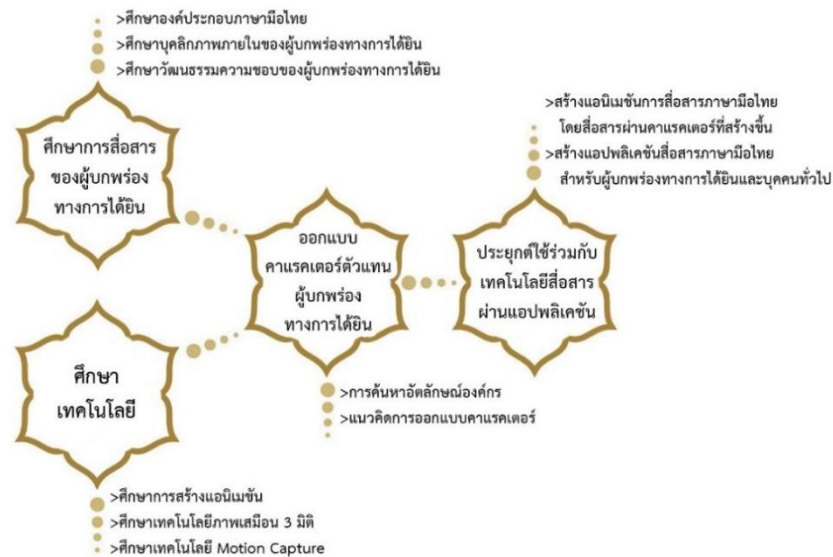 >ศึกษาองค์ประกอบภาษามือไทย
>ศึกษาบุคลิกภาพภายในของผู้บกพร่องทางการได้ยิน
>ศึกษาวัฒนธรรมความชอบของผู้บกพร่องทางการได้ยิน
ศึกษาการสื่อสาร
ของผู้บกพร่อง
ทางการได้ยิน
ศึกษา
เทคโนโลยี
>ศึกษาการสร้างแอนิเมชัน
>ศึกษาเทคโนโลยีภาพเสมือน 3 มิติ
>ศึกษาเทคโนโลยี Motion Capture
ออกแบบ
คาแรคเตอร์ตัวแทน
ผู้บกพร่อง
ทางการได้ยิน
>การค้นหาอัตลักษณ์องค์กร
>แนวคิดการออกแบบคาแรคเตอร์
>สร้างแอนิเมชันการสื่อสารภาษามือไทย
โดยสื่อสารผ่านคาแรคเตอร์ที่สร้างขึ้น
>สร้างแอปพลิเคชันสื่อสารภาษามือไทย
สำหรับผู้บกพร่องทางการได้ยินและบุคคนทั่วไป
ประยุกต์ใช้ร่วมกับ
เทคโนโลยีสื่อสาร
ผ่านแอปพลิเคชัน